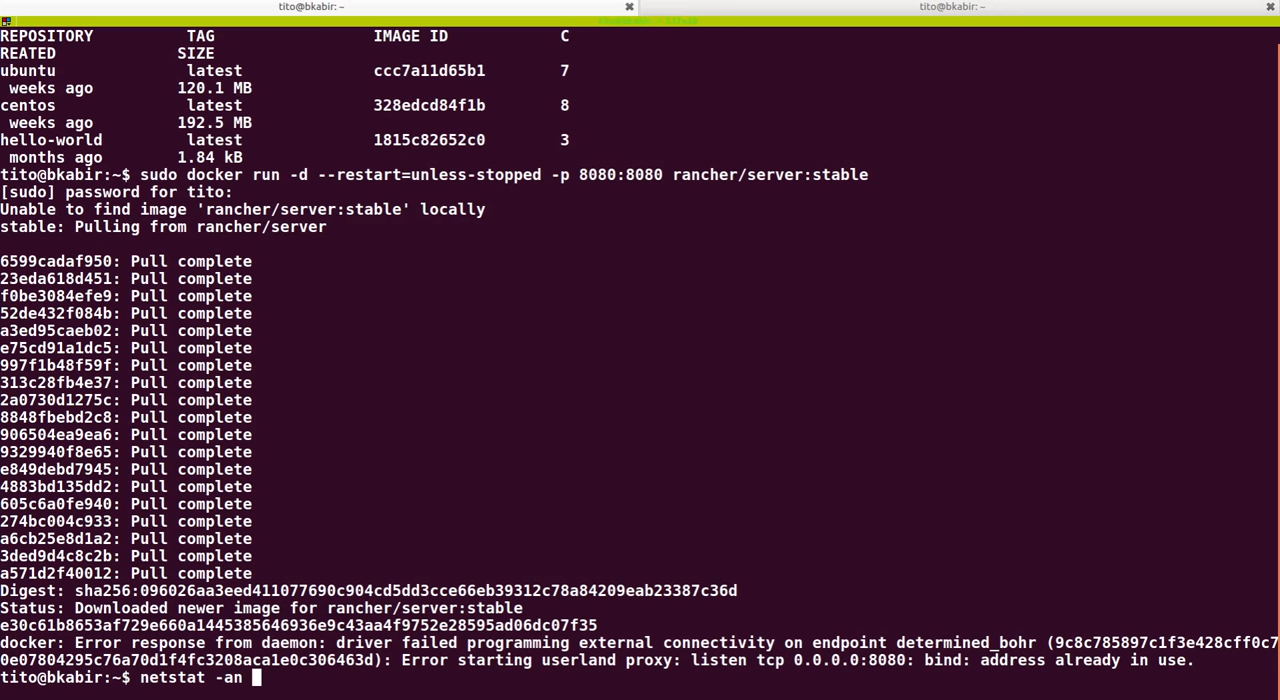 tito@bkabir: ~ tito@bkabir: ~
REPOSITORY TAG IMAGE ID C
REATED SIZE
ubuntu latest ccc7a11d65b1 7
weeks ago 120.1 MB
centos latest 328edcd84f1b 8
weeks ago 192.5 MB
hello-world latest 1815c82652c0 3
months ago 1.84 kB
tito@bkabir:~$ sudo docker run -d --restart=unless-stopped -p 8080:8080 rancher/server:stable
[sudo] password for tito:
Unable to find image 'rancher/server:stable' locally
stable: Pulling from rancher/server
6599cadaf950: Pull complete
23eda618d451: Pull complete
f0be3084efe9: Pull complete
52de432f084b: Pull complete
a3ed95caeb02: Pull complete
e75cd91a1dc5: Pull complete
997f1b48f59f: Pull complete
313c28fb4e37: Pull complete
2a0730d1275c: Pull complete
8848fbebd2c8: Pull complete
906504ea9ea6: Pull complete
9329940f8e65: Pull complete
e849debd7945: Pull complete
4883bd135dd2: Pull complete
605c6a0fe940: Pull complete
274bc004c933: Pull complete
a6cb25e8d1a2: Pull complete
3ded9d4c8c2b: Pull complete
a571d2f40012: Pull complete
Digest: sha256:096026aa3eed411077690c904cd5dd3cce66eb39312c78a84209eab23387c36d
Status: Downloaded newer image for rancher/server:stable
e30c61b8653af729e660a1445385646936e9c43aa4f9752e28595ad06dc07f35
docker: Error response from daemon: driver failed programming external connectivity on endpoint determined_bohr (9c8c785897c1f3e428cff0c7
0e07804295c76a70d1f4fc3208aca1e0c306463d): Error starting userland proxy: listen tcp 0.0.0.0:8080: bind: address already in use.
tito@bkabir:~$ netstat -an